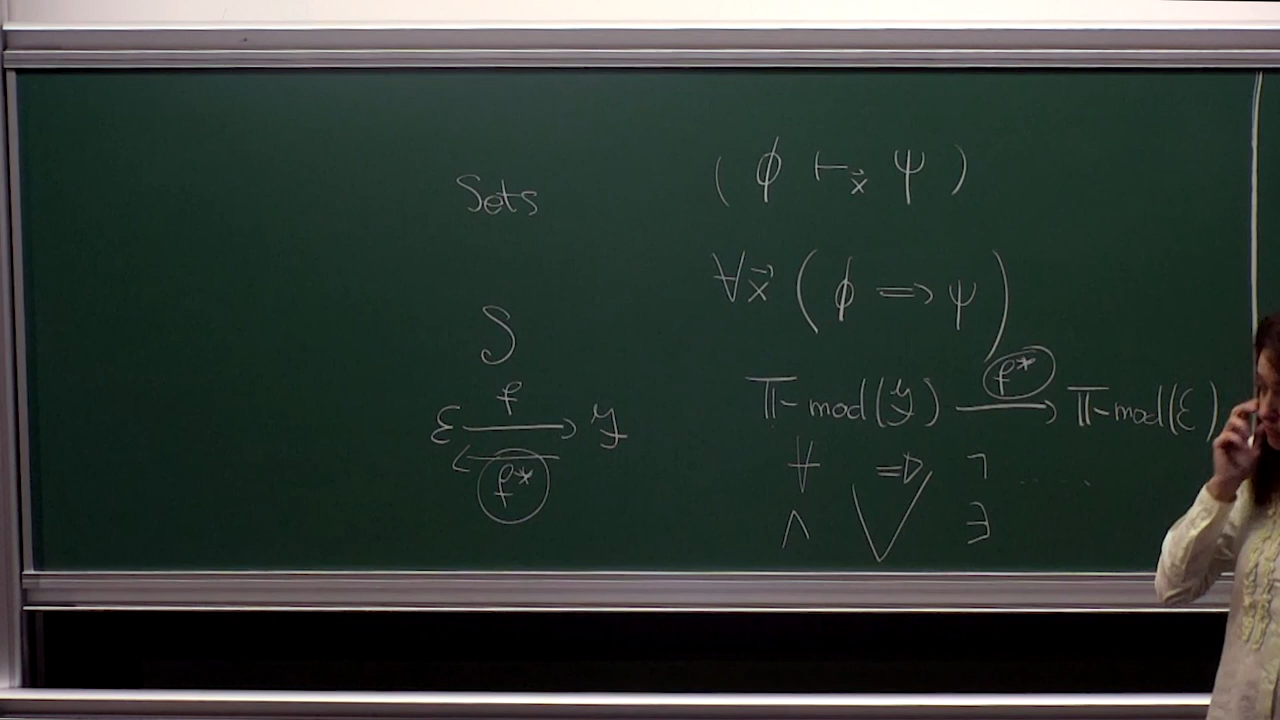 Sets
S
f
ℰ ⟶ 𝒴
⟵
f*
( ϕ ⊢x⃗ ψ )
∀x⃗ ( ϕ ⟹ ψ )
f*
𝕋-mod(𝒴) ⟶ 𝕋-mod(ℰ)
∀ ⇒ ¬ .....
∧ ⋁ ∃